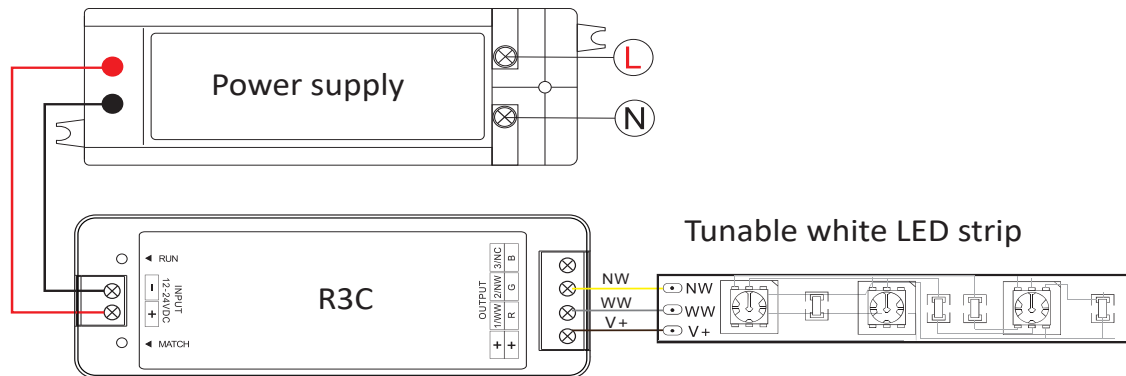 Power supply
L
N
Tunable white LED strip
RUN
INPUT
12-24VDC
- +
MATCH
R3C
OUTPUT
+ 1/WW 2/NW 3/NC
+ R G B
NW
WW
V+
NW
WW
V+